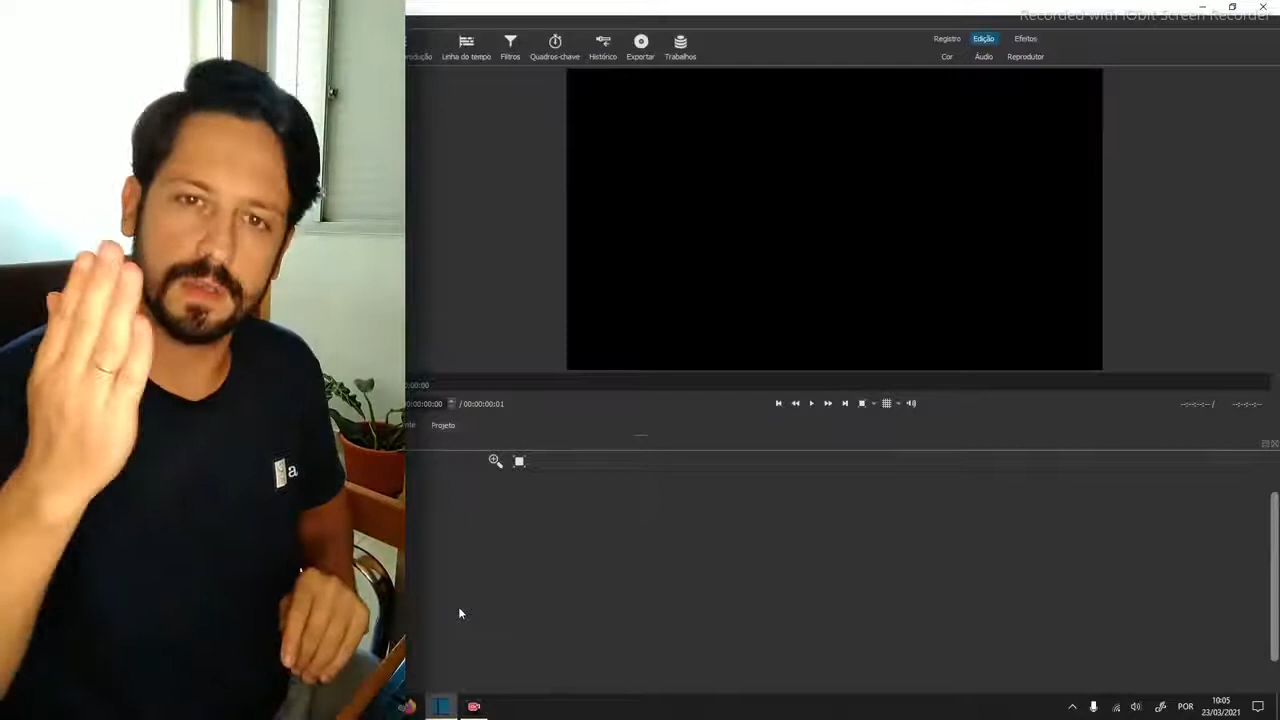 Recorded with IObit Screen Recorder
Linha do tempo Filtros Quadros-chave Histórico Exportar Trabalhos
Registro Edição Efeitos
Cor Áudio Reprodutor
/ 00:00:00:01
--:--:--:-- / --:--:--:--
Projeto
a
POR
10:05
23/03/2021